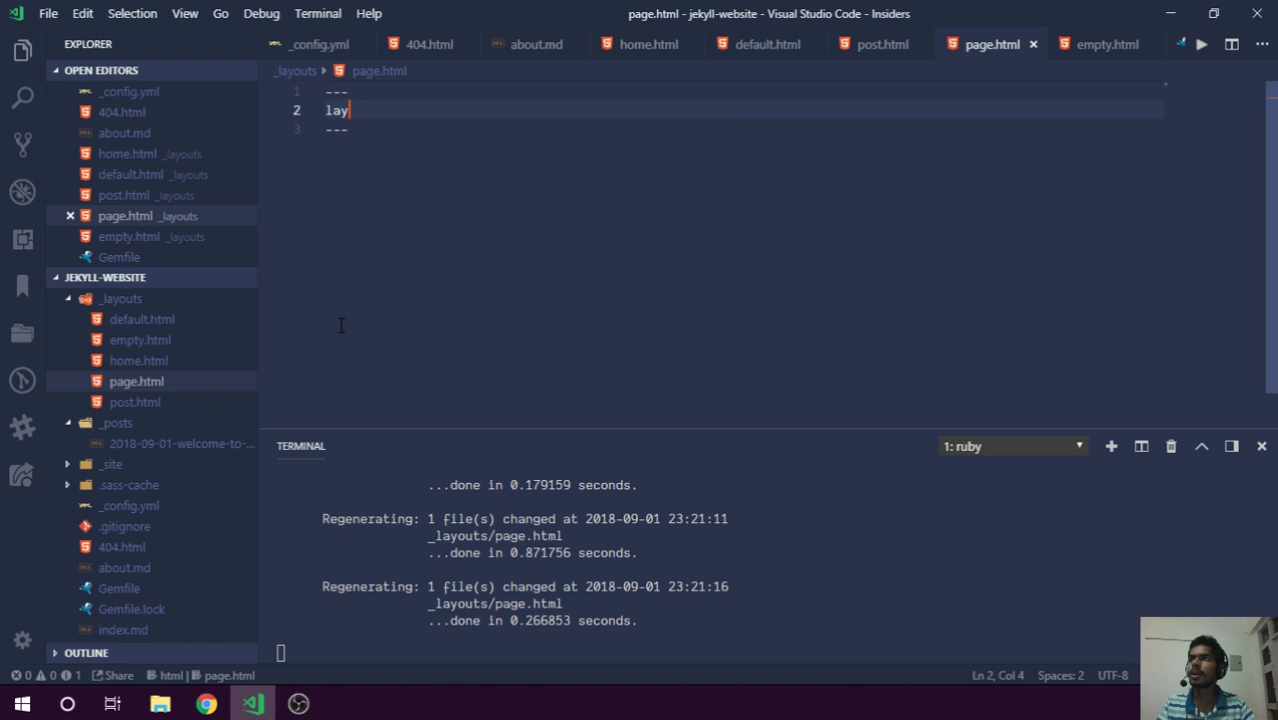 File Edit Selection View Go Debug Terminal Help
page.html - jekyll-website - Visual Studio Code - Insiders
EXPLORER
_config.yml 404.html about.md home.html default.html post.html page.html empty.html
OPEN EDITORS
_config.yml
404.html
about.md
home.html _layouts
default.html _layouts
post.html _layouts
page.html _layouts
empty.html _layouts
Gemfile
JEKYLL-WEBSITE
_layouts
default.html
empty.html
home.html
page.html
post.html
_posts
2018-09-01-welcome-to-...
_site
.sass-cache
_config.yml
.gitignore
404.html
about.md
Gemfile
Gemfile.lock
index.md
OUTLINE
_layouts page.html
1 ---
2 lay
3 ---
TERMINAL
1: ruby
...done in 0.179159 seconds.
Regenerating: 1 file(s) changed at 2018-09-01 23:21:11
_layouts/page.html
...done in 0.871756 seconds.
Regenerating: 1 file(s) changed at 2018-09-01 23:21:16
_layouts/page.html
...done in 0.266853 seconds.
0 0 1 Share html | page.html
Ln 2, Col 4 Spaces: 2 UTF-8